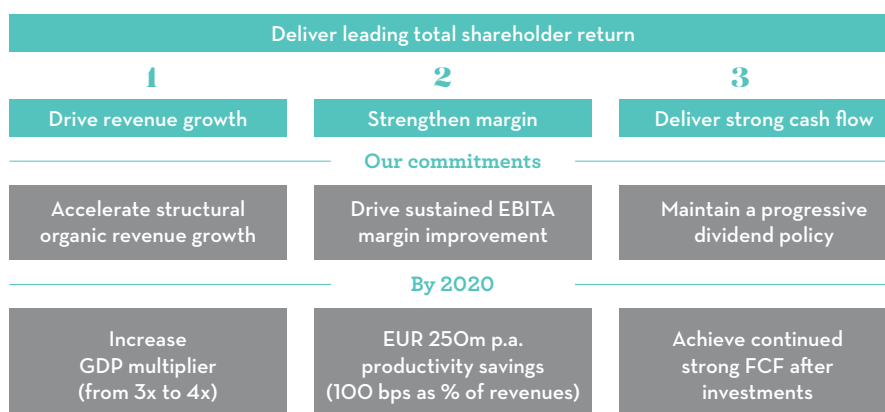 Deliver leading total shareholder return
1
2
3
Drive revenue growth
Strengthen margin
Deliver strong cash flow
Our commitments
Accelerate structural
organic revenue growth
Drive sustained EBITA
margin improvement
Maintain a progressive
dividend policy
By 2020
Increase
GDP multiplier
(from 3x to 4x)
EUR 250m p.a.
productivity savings
(100 bps as % of revenues)
Achieve continued
strong FCF after
investments